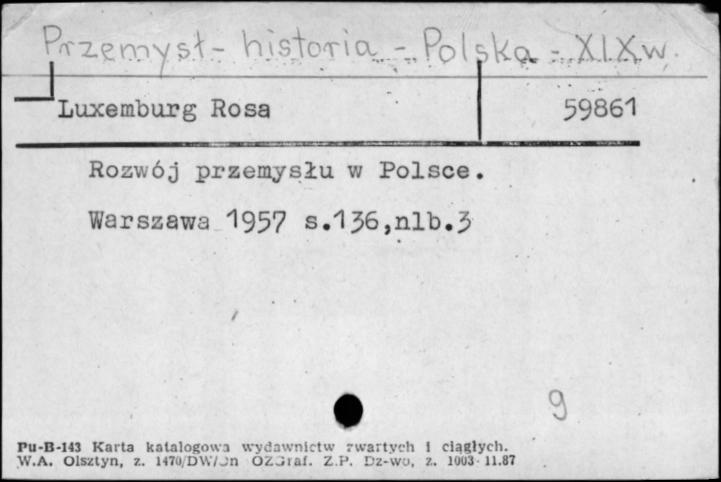 Przemysł - historia - Polska - XIX w.
Luxemburg Rosa 59861
Rozwój przemysłu w Polsce.
Warszawa 1957 s.136,nlb.3
9
Pu-B-143 Karta katalogowa wydawnictw zwartych i ciągłych.
W.A. Olsztyn, z. 1470/DW/Jn OZGraf. Z.P. Dz-wo, z. 1003 11.87